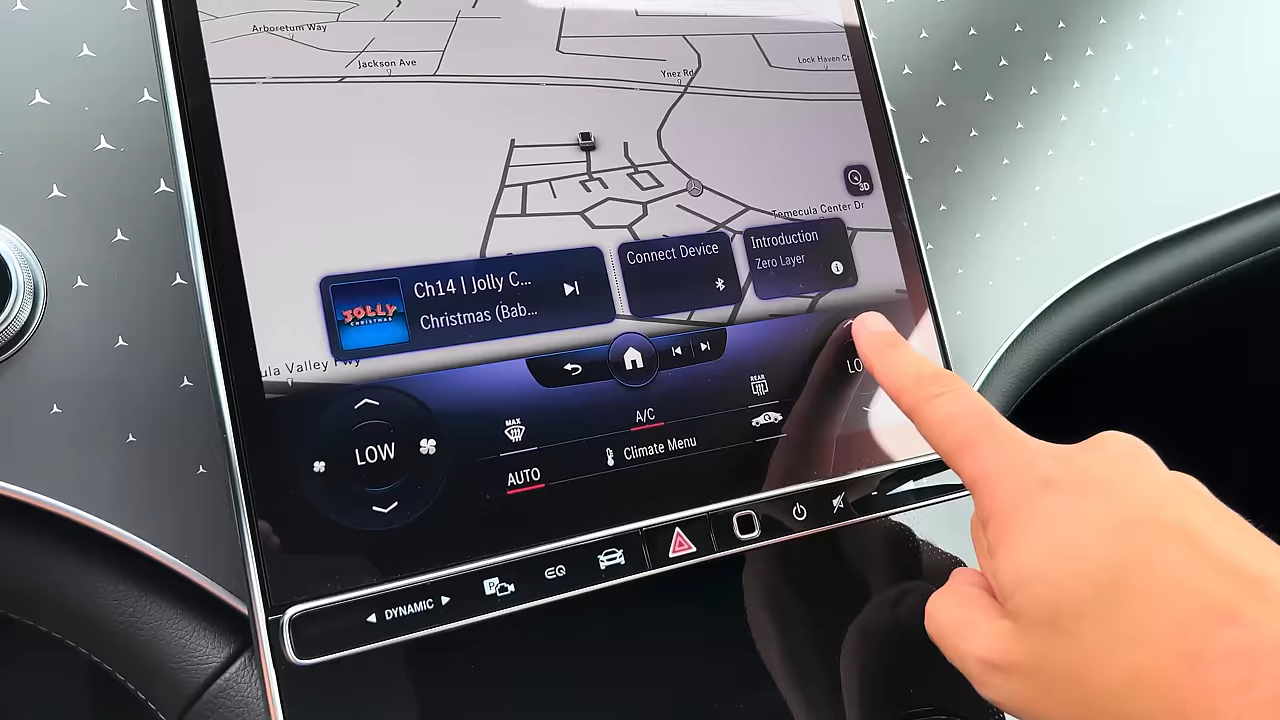 Arboretum Way
Jackson Ave
Ynez Rd
Lock Haven Ct
3D
Temecula Center Dr
ula Valley Pwy
JOLLY
CHRISTMAS
Ch14 | Jolly C...
Christmas (Bab...
Connect Device
Introduction
Zero Layer
LOW
MAX
A/C
REAR
LO
AUTO
Climate Menu
DYNAMIC
P
EQ